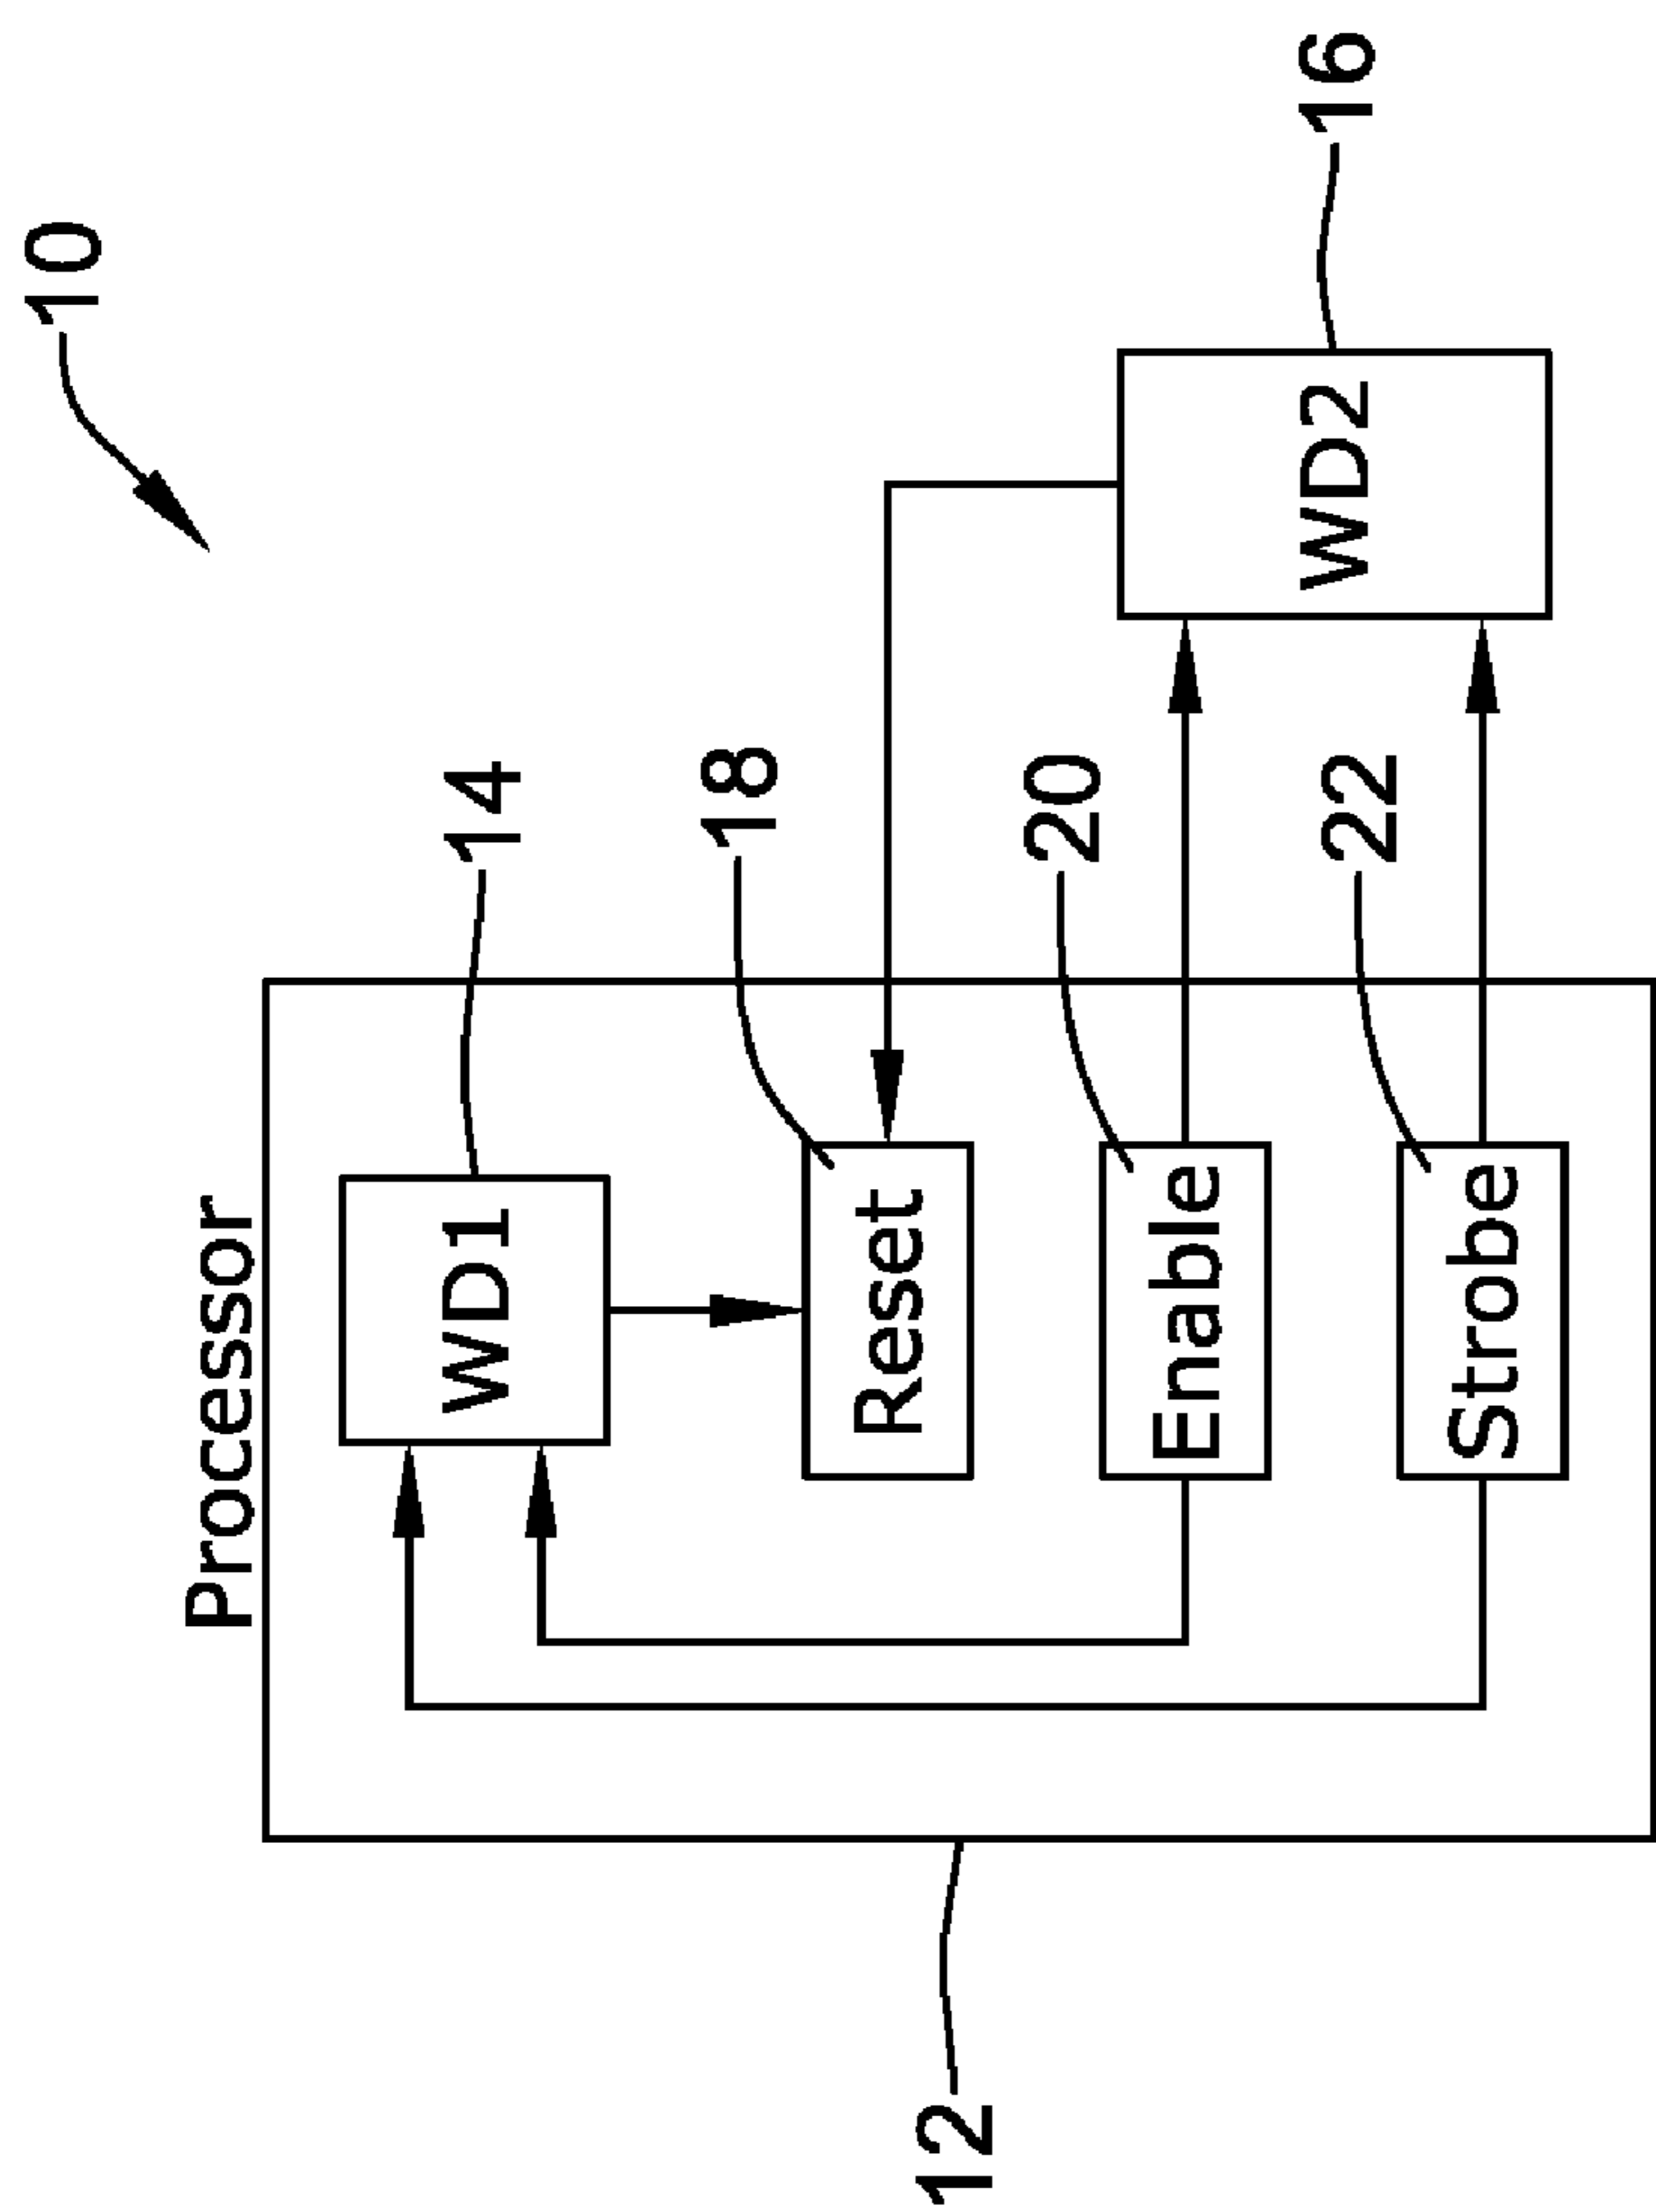 10
Processor
WD1
14
18
Reset
20
Enable
22
Strobe
WD2
16
12